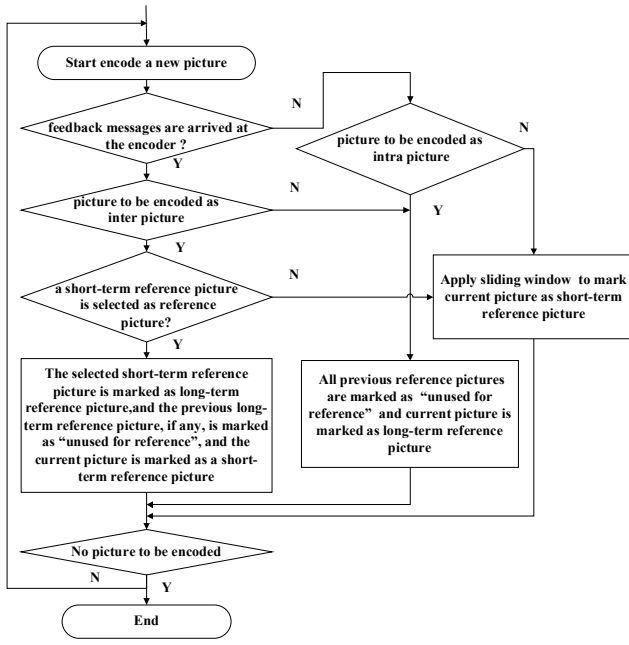 Start encode a new picture
N
feedback messages are arrived at
the encoder ?
Y
picture to be encoded as
intra picture
N
picture to be encoded as
inter picture
N
Y
Y
a short-term reference picture
is selected as reference
picture?
N
Y
Apply sliding window to mark
current picture as short-term
reference picture
The selected short-term reference
picture is marked as long-term
reference picture,and the previous long-
term reference picture, if any, is marked
as “unused for reference”, and the
current picture is marked as a short-
term reference picture
All previous reference pictures
are marked as “unused for
reference” and current picture is
marked as long-term reference
picture
No picture to be encoded
N
Y
End